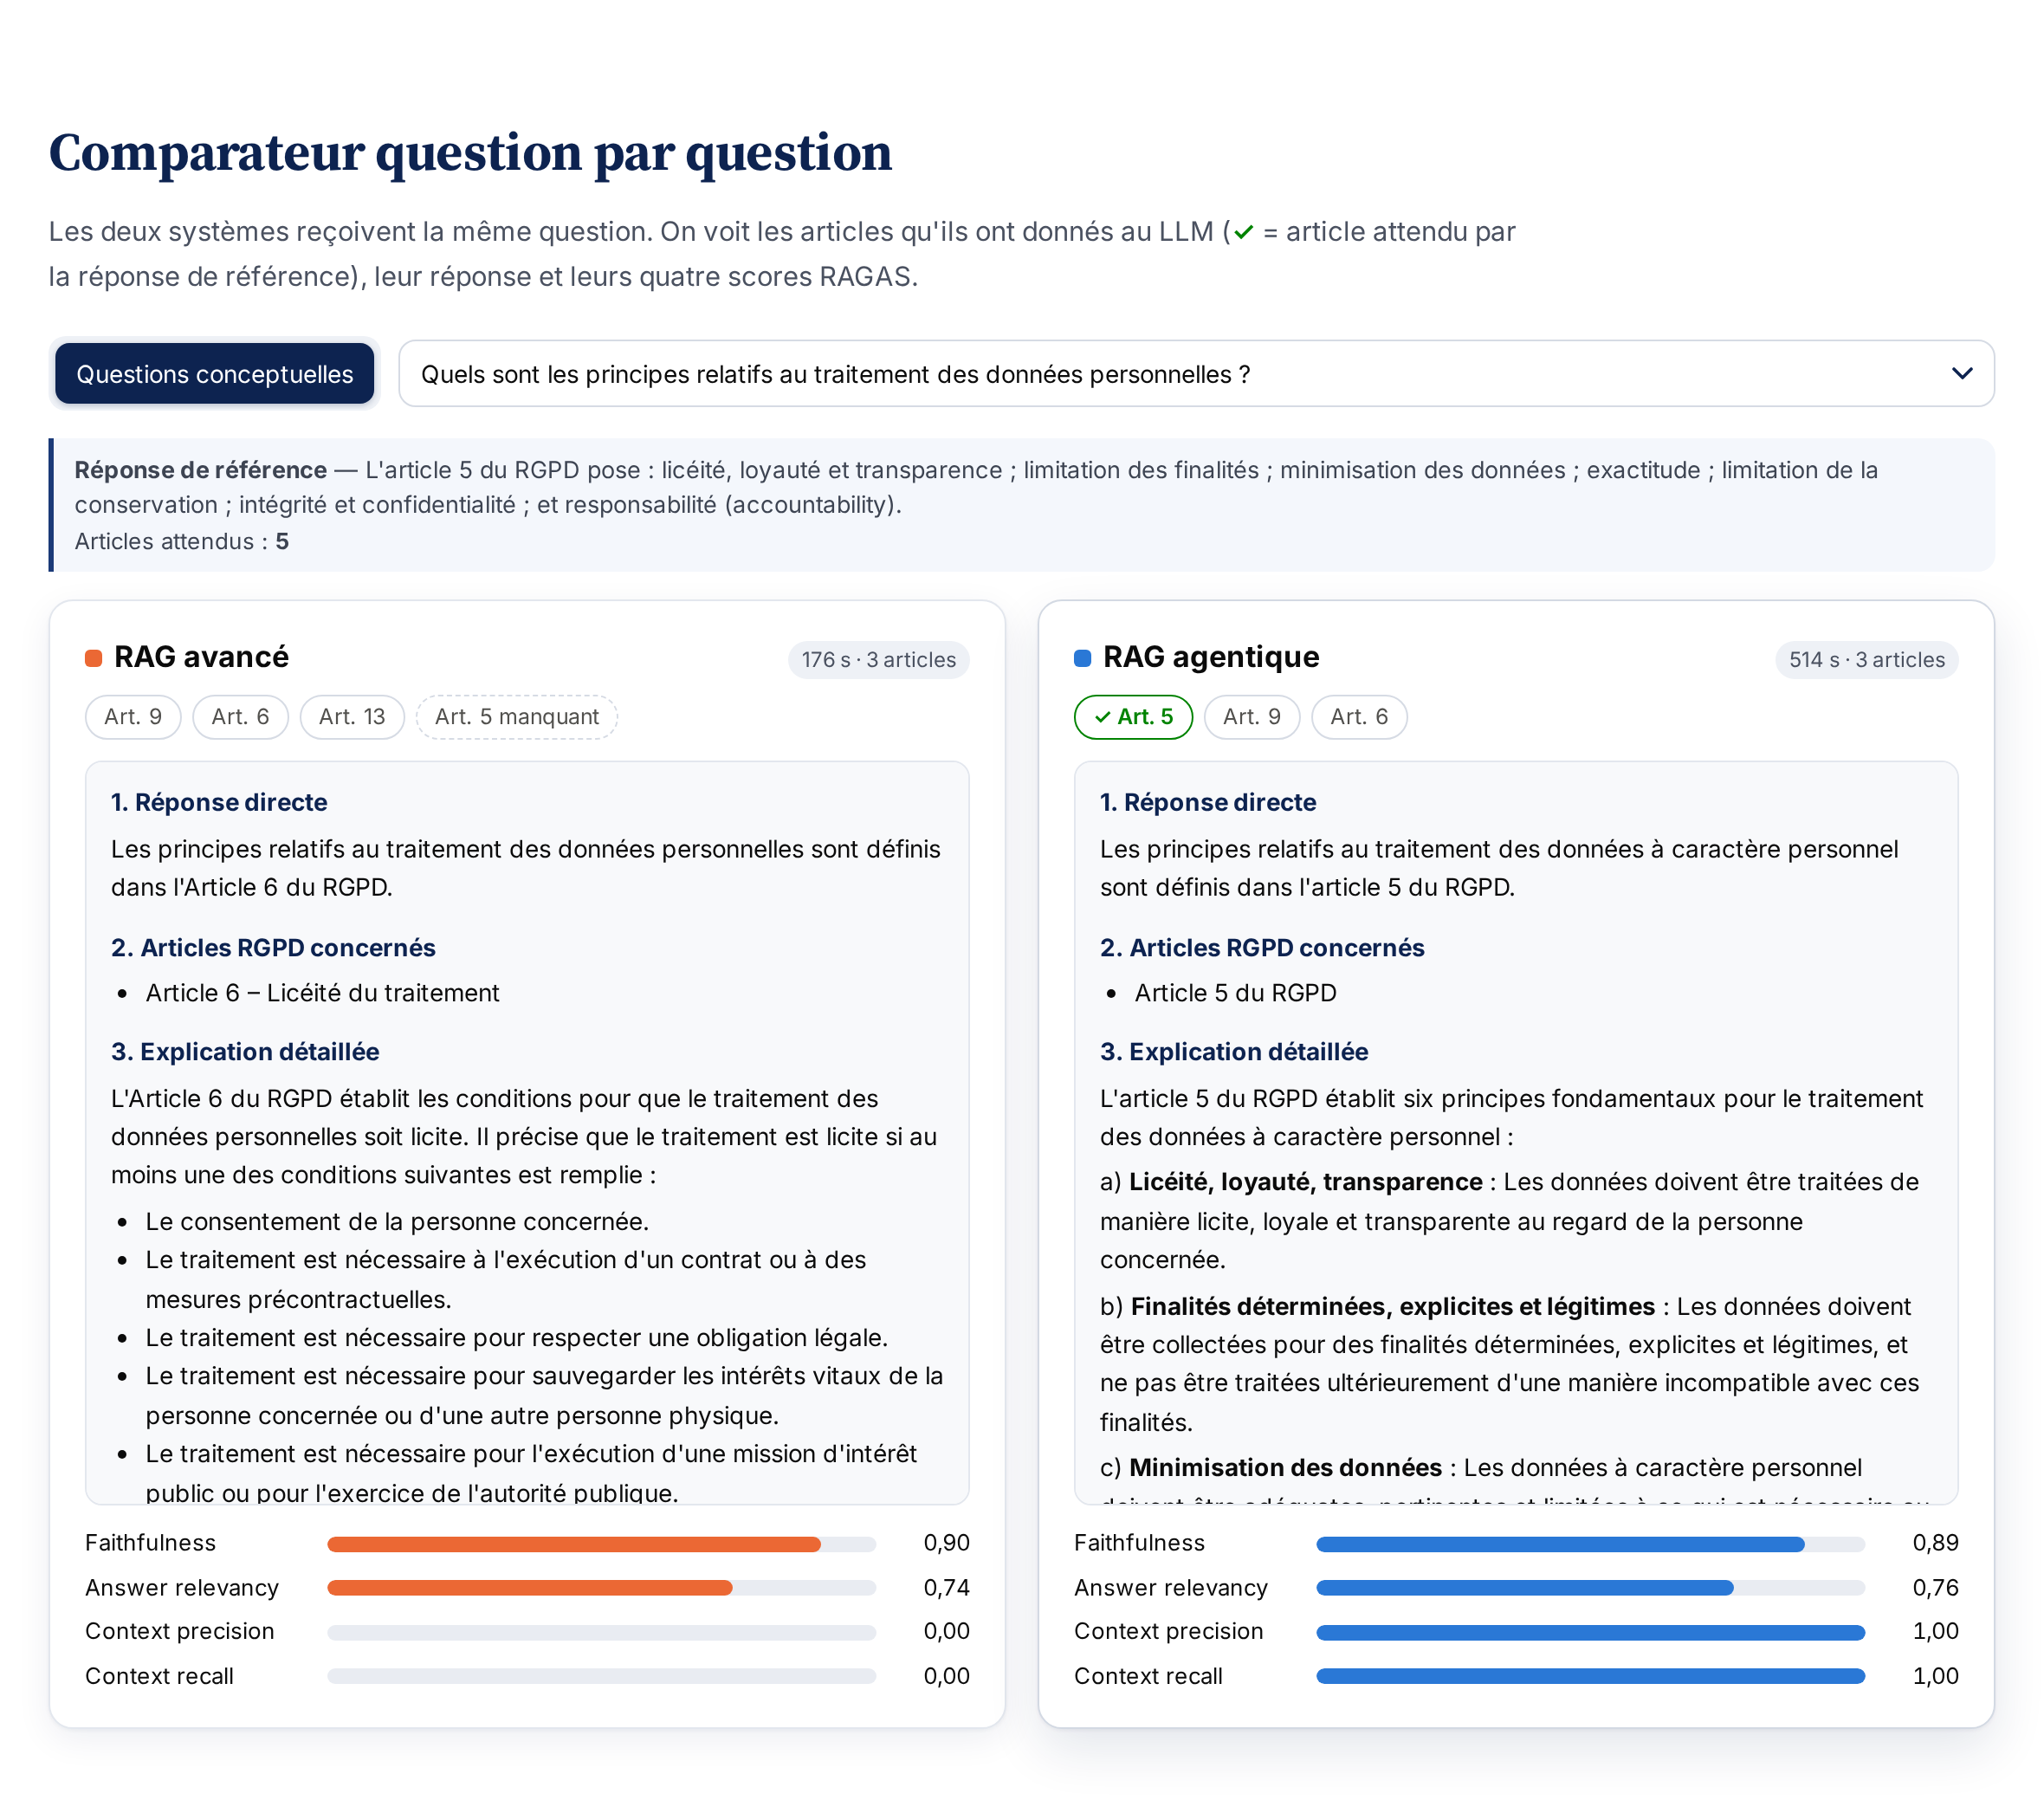 Comparateur question par question
Les deux systèmes reçoivent la même question. On voit les articles qu'ils ont donnés au LLM (✓ = article attendu par
la réponse de référence), leur réponse et leurs quatre scores RAGAS.
Questions conceptuelles
Quels sont les principes relatifs au traitement des données personnelles ?
Réponse de référence — L'article 5 du RGPD pose : licéité, loyauté et transparence ; limitation des finalités ; minimisation des données ; exactitude ; limitation de la
conservation ; intégrité et confidentialité ; et responsabilité (accountability).
Articles attendus : 5
RAG avancé
176 s · 3 articles
Art. 9
Art. 6
Art. 13
Art. 5 manquant
1. Réponse directe
Les principes relatifs au traitement des données personnelles sont définis
dans l'Article 6 du RGPD.
2. Articles RGPD concernés
• Article 6 – Licéité du traitement
3. Explication détaillée
L'Article 6 du RGPD établit les conditions pour que le traitement des
données personnelles soit licite. Il précise que le traitement est licite si au
moins une des conditions suivantes est remplie :
• Le consentement de la personne concernée.
• Le traitement est nécessaire à l'exécution d'un contrat ou à des
mesures précontractuelles.
• Le traitement est nécessaire pour respecter une obligation légale.
• Le traitement est nécessaire pour sauvegarder les intérêts vitaux de la
personne concernée ou d'une autre personne physique.
• Le traitement est nécessaire pour l'exécution d'une mission d'intérêt
public ou pour l'exercice de l'autorité publique.
Faithfulness 0,90
Answer relevancy 0,74
Context precision 0,00
Context recall 0,00
RAG agentique
514 s · 3 articles
✓ Art. 5
Art. 9
Art. 6
1. Réponse directe
Les principes relatifs au traitement des données à caractère personnel
sont définis dans l'article 5 du RGPD.
2. Articles RGPD concernés
• Article 5 du RGPD
3. Explication détaillée
L'article 5 du RGPD établit six principes fondamentaux pour le traitement
des données à caractère personnel :
a) Licéité, loyauté, transparence : Les données doivent être traitées de
manière licite, loyale et transparente au regard de la personne
concernée.
b) Finalités déterminées, explicites et légitimes : Les données doivent
être collectées pour des finalités déterminées, explicites et légitimes, et
ne pas être traitées ultérieurement d'une manière incompatible avec ces
finalités.
c) Minimisation des données : Les données à caractère personnel
doivent être adéquates, pertinentes et limitées à ce qui est nécessaire au
Faithfulness 0,89
Answer relevancy 0,76
Context precision 1,00
Context recall 1,00